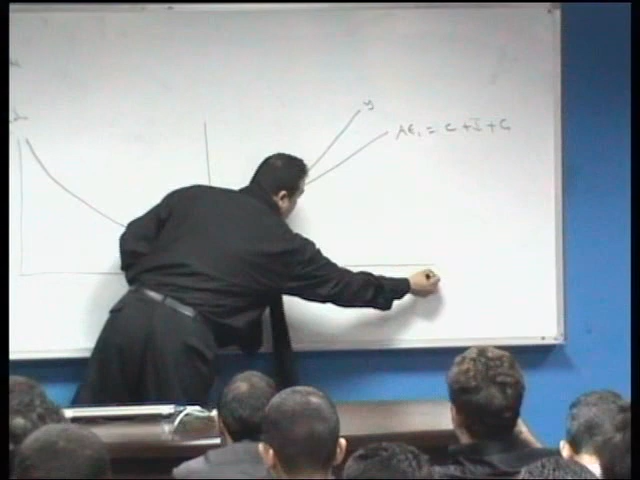 y
AE₁ = C + I + G